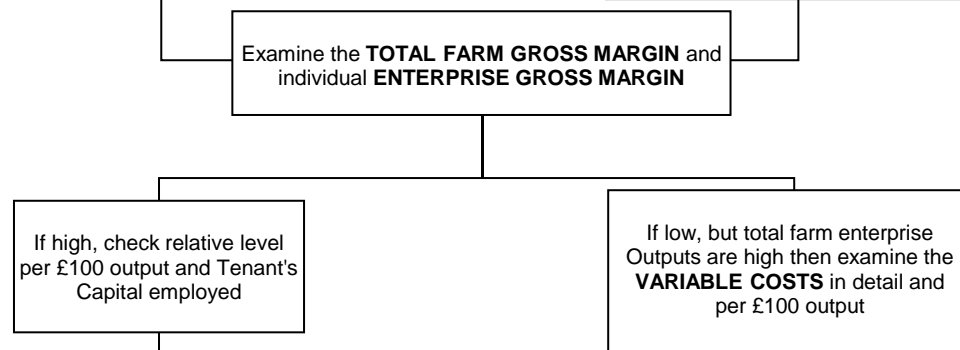 Examine the TOTAL FARM GROSS MARGIN and
individual ENTERPRISE GROSS MARGIN
If high, check relative level
per £100 output and Tenant's
Capital employed
If low, but total farm enterprise
Outputs are high then examine the
VARIABLE COSTS in detail and
per £100 output